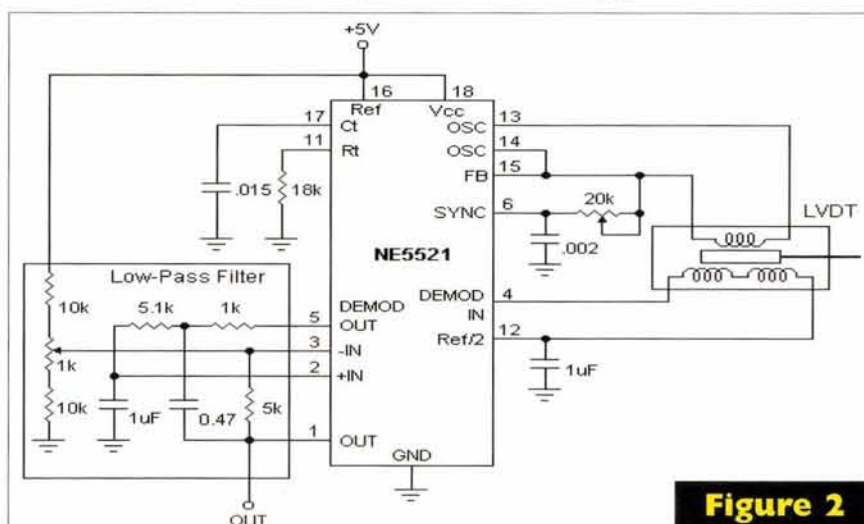 +5V
16
18
17
Ref
Vcc
13
Ct
OSC
11
14
Rt
OSC
15
FB
.015
18k
20k
6
SYNC
LVDT
.002
NE5521
Low-Pass Filter
10k
5.1k
1k
DEMOD
DEMOD
4
5
OUT
IN
3
-IN
12
Ref/2
1k
2
+IN
10k
1uF
0.47
5k
1uF
1
OUT
GND
OUT
Figure 2